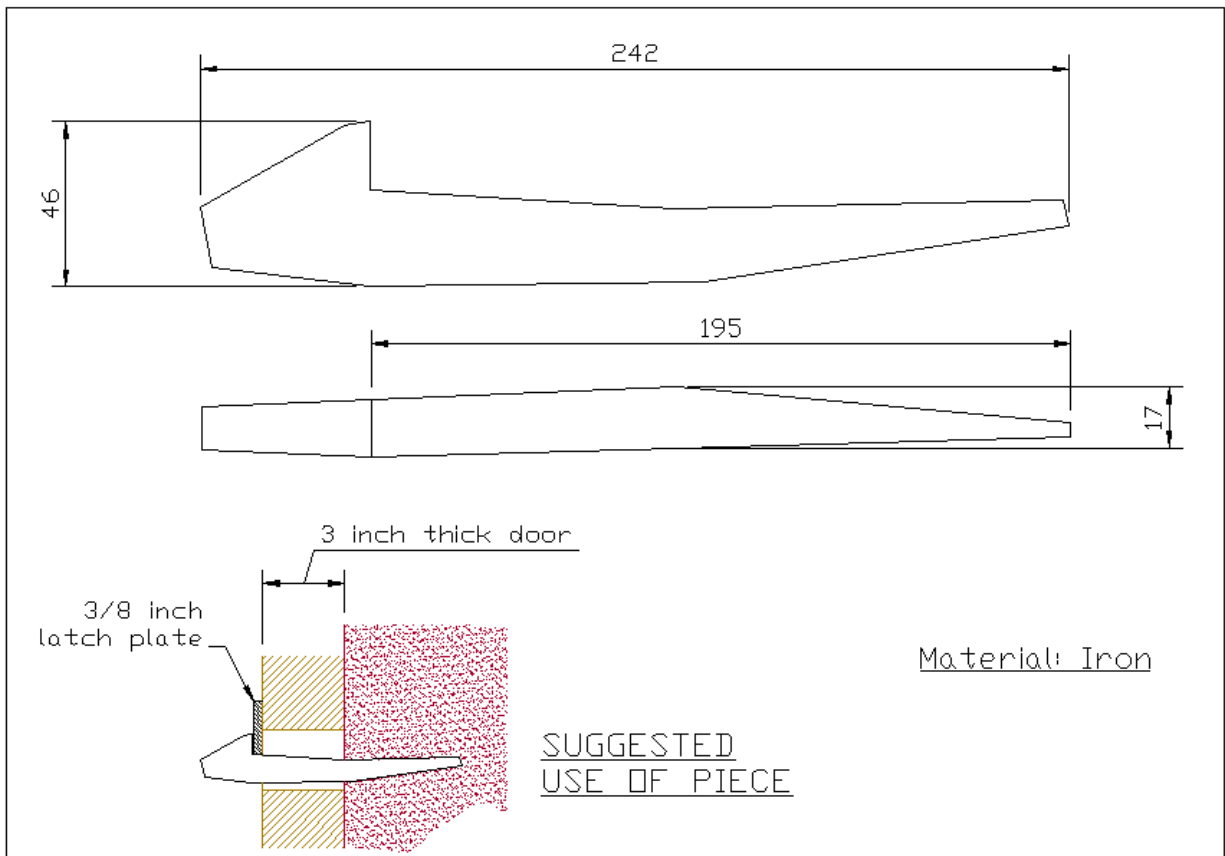 242
46
195
17
3 inch thick door
3/8 inch
latch plate
Material: Iron
SUGGESTED
USE OF PIECE